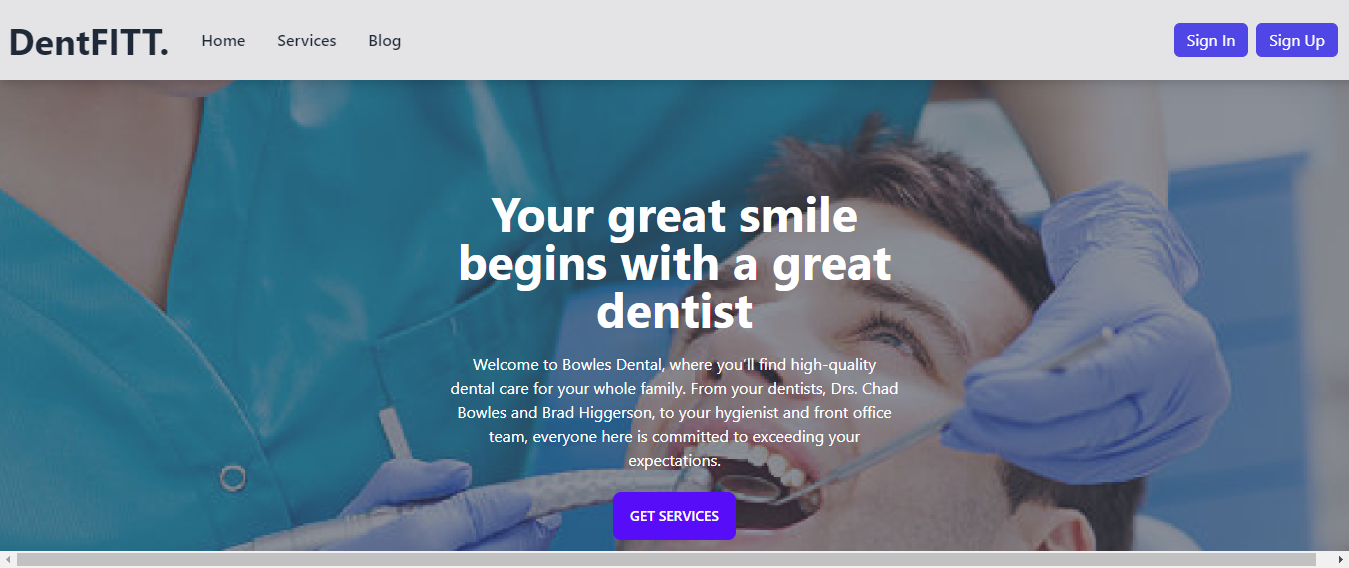 DentFITT.
Home
Services
Blog
Sign In
Sign Up
Your great smile
begins with a great
dentist
Welcome to Bowles Dental, where you'll find high-quality
dental care for your whole family. From your dentists, Drs. Chad
Bowles and Brad Higgerson, to your hygienist and front office
team, everyone here is committed to exceeding your
expectations.
GET SERVICES